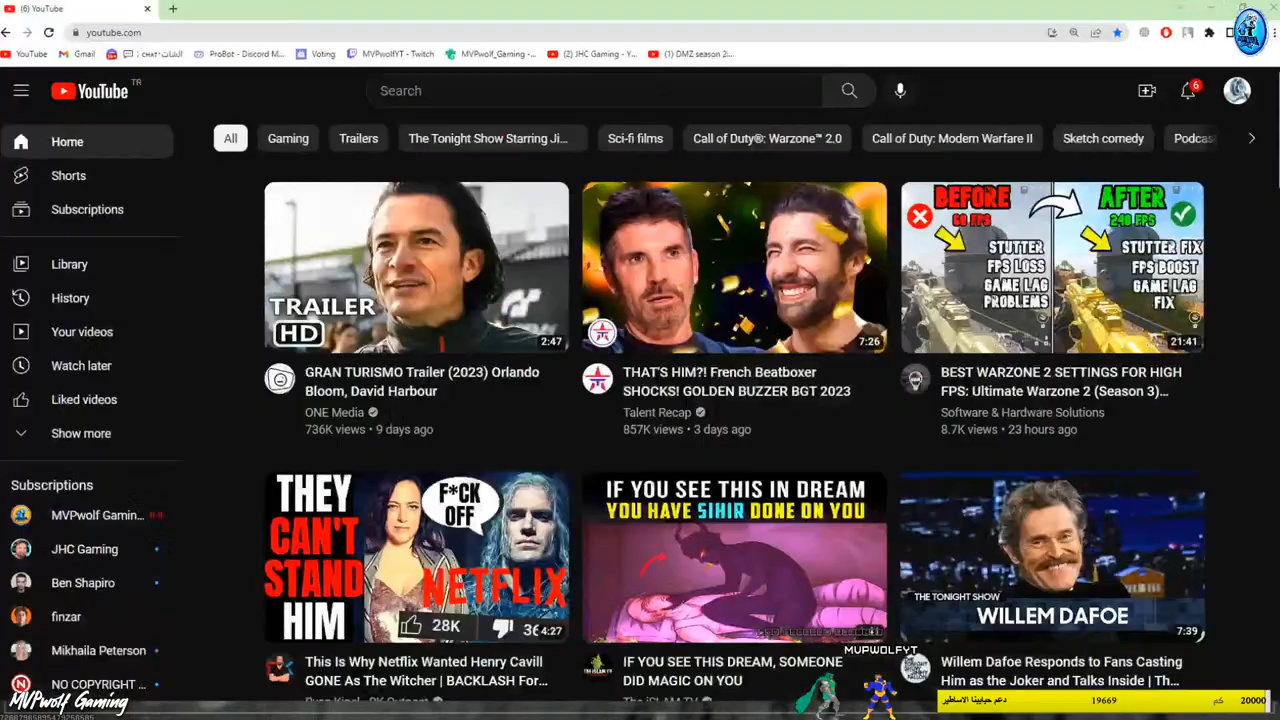 (6) YouTube
youtube.com
YouTube
Gmail
ProBot - Discord M...
Voting
MVPwolfYT - Twitch
MVPwolf_Gaming -...
(2) JHC Gaming - Y...
(1) DMZ season 2...
YouTube TR
Search
6
All
Gaming
Trailers
The Tonight Show Starring Ji...
Sci-fi films
Call of Duty®: Warzone™ 2.0
Call of Duty: Modern Warfare II
Sketch comedy
Podcas
Home
Shorts
Subscriptions
Library
History
Your videos
Watch later
Liked videos
Show more
Subscriptions
MVPwolf Gamin...
JHC Gaming
Ben Shapiro
finzar
Mikhaila Peterson
NO COPYRIGHT ...
MVPwolf Gaming
TRAILER
HD
2:47
GRAN TURISMO Trailer (2023) Orlando
Bloom, David Harbour
ONE Media
736K views • 9 days ago
7:26
THAT'S HIM?! French Beatboxer
SHOCKS! GOLDEN BUZZER BGT 2023
Talent Recap
857K views • 3 days ago
BEFORE
60 FPS
STUTTER
FPS LOSS
GAME LAG
PROBLEMS
AFTER
240 FPS
STUTTER FIX
FPS BOOST
GAME LAG
FIX
21:41
BEST WARZONE 2 SETTINGS FOR HIGH
FPS: Ultimate Warzone 2 (Season 3)...
Software & Hardware Solutions
8.7K views • 23 hours ago
THEY
CAN'T
STAND
HIM
F*CK
OFF
NETFLIX
28K
4:27
This Is Why Netflix Wanted Henry Cavill
GONE As The Witcher | BACKLASH For...
IF YOU SEE THIS IN DREAM
YOU HAVE SIHIR DONE ON YOU
IF YOU SEE THIS DREAM, SOMEONE
DID MAGIC ON YOU
The iSLAM TV
THE TONIGHT SHOW
WILLEM DAFOE
7:39
Willem Dafoe Responds to Fans Casting
Him as the Joker and Talks Inside | Th...
MVPWOLFYT
دعم حبايبنا الاساطير
19669
كم
20000